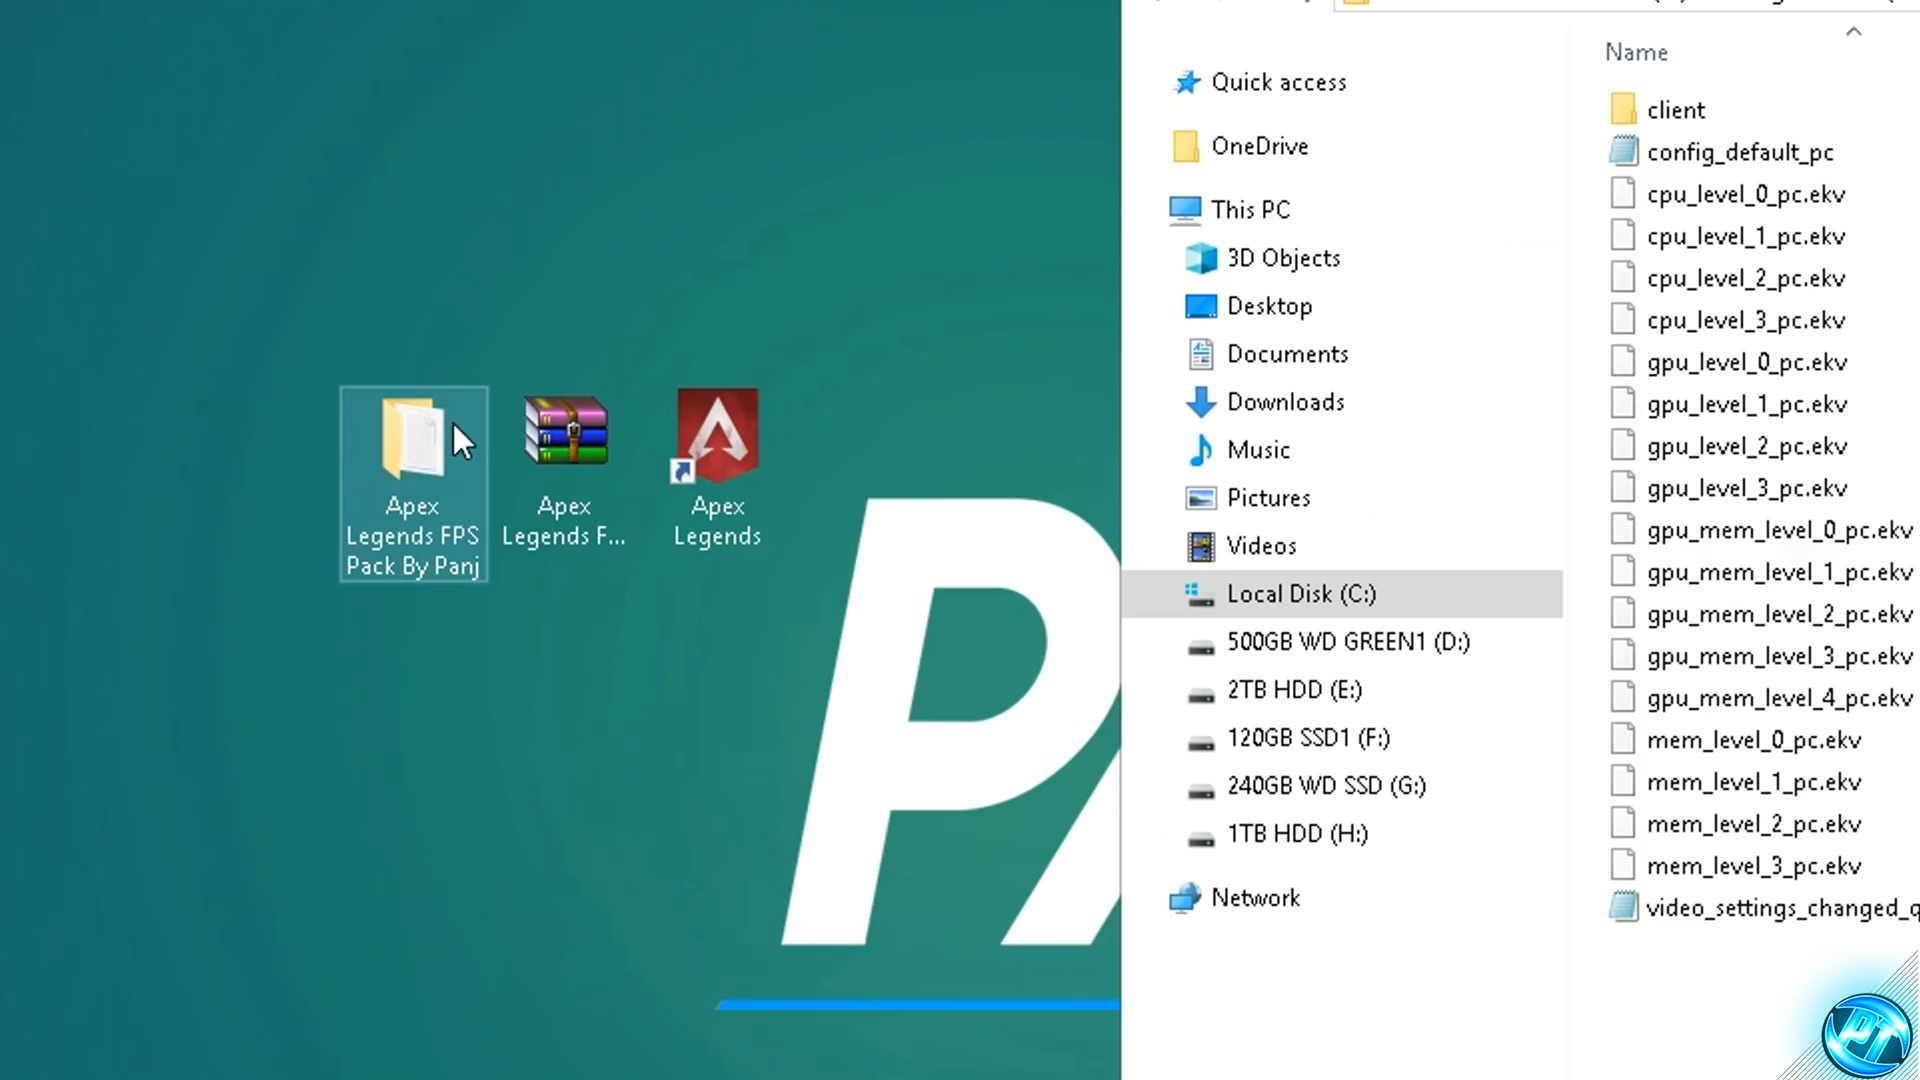 Apex
Legends FPS
Pack By Panj
Apex
Legends F...
Apex
Legends
PA
Quick access
OneDrive
This PC
3D Objects
Desktop
Documents
Downloads
Music
Pictures
Videos
Local Disk (C:)
500GB WD GREEN1 (D:)
2TB HDD (E:)
120GB SSD1 (F:)
240GB WD SSD (G:)
1TB HDD (H:)
Network
Name
client
config_default_pc
cpu_level_0_pc.ekv
cpu_level_1_pc.ekv
cpu_level_2_pc.ekv
cpu_level_3_pc.ekv
gpu_level_0_pc.ekv
gpu_level_1_pc.ekv
gpu_level_2_pc.ekv
gpu_level_3_pc.ekv
gpu_mem_level_0_pc.ekv
gpu_mem_level_1_pc.ekv
gpu_mem_level_2_pc.ekv
gpu_mem_level_3_pc.ekv
gpu_mem_level_4_pc.ekv
mem_level_0_pc.ekv
mem_level_1_pc.ekv
mem_level_2_pc.ekv
mem_level_3_pc.ekv
video_settings_changed_q
PT